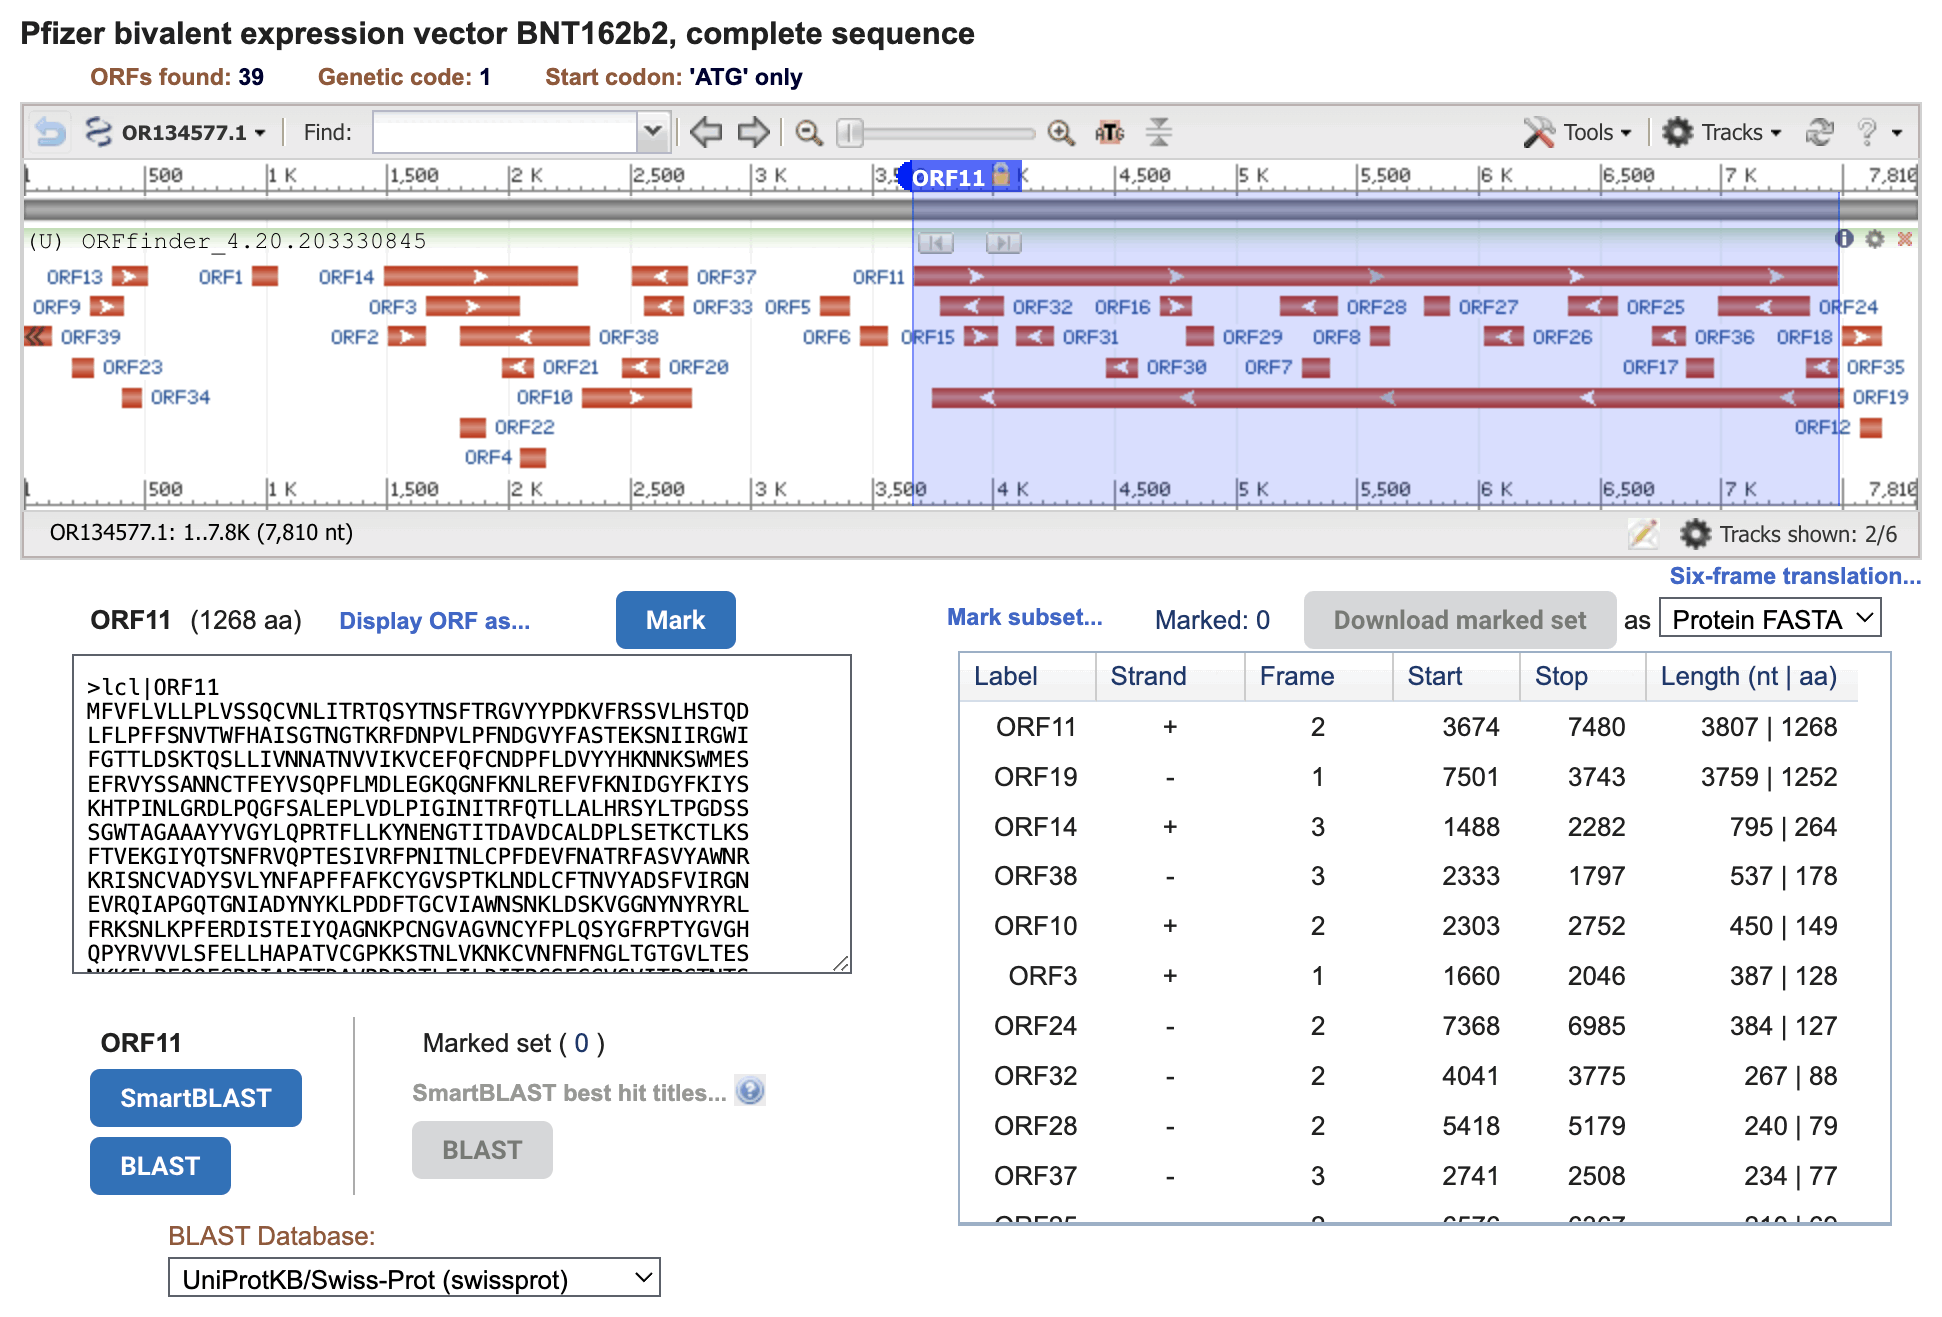 Pfizer bivalent expression vector BNT162b2, complete sequence
ORFs found: 39 Genetic code: 1 Start codon: 'ATG' only
OR134577.1 Find: ATG Tools Tracks ?
1 500 1 K 1,500 2 K 2,500 3 K 3,5 ORF11 K 4,500 5 K 5,500 6 K 6,500 7 K 7,810
(U) ORFfinder_4.20.203330845
ORF13 ORF1 ORF14 ORF37 ORF11
ORF9 ORF3 ORF33 ORF5 ORF32 ORF16 ORF28 ORF27 ORF25 ORF24
ORF39 ORF2 ORF38 ORF6 ORF15 ORF31 ORF29 ORF8 ORF26 ORF36 ORF18
ORF23 ORF21 ORF20 ORF30 ORF7 ORF17 ORF35
ORF34 ORF10 ORF19
ORF22 ORF12
ORF4
1 500 1 K 1,500 2 K 2,500 3 K 3,500 4 K 4,500 5 K 5,500 6 K 6,500 7 K 7,810
OR134577.1: 1..7.8K (7,810 nt) Tracks shown: 2/6
Six-frame translation...
ORF11 (1268 aa) Display ORF as... Mark
>lcl|ORF11
MFVFLVLLPLVSSQCVNLITRTQSYTNSFTRGVYYPDKVFRSSVLHSTQD
LFLPFFSNVTWFHAISGTNGTKRFDNPVLPFNDGVYFASTEKSNIIRGWI
FGTTLDSKTQSLLIVNNATNVVIKVCEFQFCNDPFLDVYYHKNNKSWMES
EFRVYSSANNCTFEYVSQPFLMDLEGKQGNFKNLREFVFKNIDGYFKIYS
KHTPINLGRDLPQGFSALEPLVDLPIGINITRFQTLLALHRSYLTPGDSS
SGWTAGAAAYYVGYLQPRTFLLKYNENGTITDAVDCALDPLSETKCTLKS
FTVEKGIYQTSNFRVQPTESIVRFPNITNLCPFDEVFNATRFASVYAWNR
KRISNCVADYSVLYNFAPFFAFKCYGVSPTKLNDLCFTNVYADSFVIRGN
EVRQIAPGQTGNIADYNYKLPDDFTGCVIAWNSNKLDSKVGGNYNYRYRL
FRKSNLKPFERDISTEIYQAGNKPCNGVAGVNCYFPLQSYGFRPTYGVGH
QPYRVVVLSFELLHAPATVCGPKKSTNLVKNKCVNFNFNGLTGTGVLTES
Mark subset... Marked: 0 Download marked set as Protein FASTA
Label Strand Frame Start Stop Length (nt | aa)
ORF11 + 2 3674 7480 3807 | 1268
ORF19 - 1 7501 3743 3759 | 1252
ORF14 + 3 1488 2282 795 | 264
ORF38 - 3 2333 1797 537 | 178
ORF10 + 2 2303 2752 450 | 149
ORF3 + 1 1660 2046 387 | 128
ORF24 - 2 7368 6985 384 | 127
ORF32 - 2 4041 3775 267 | 88
ORF28 - 2 5418 5179 240 | 79
ORF37 - 3 2741 2508 234 | 77
ORF11 Marked set ( 0 )
SmartBLAST SmartBLAST best hit titles... ?
BLAST BLAST
BLAST Database:
UniProtKB/Swiss-Prot (swissprot)